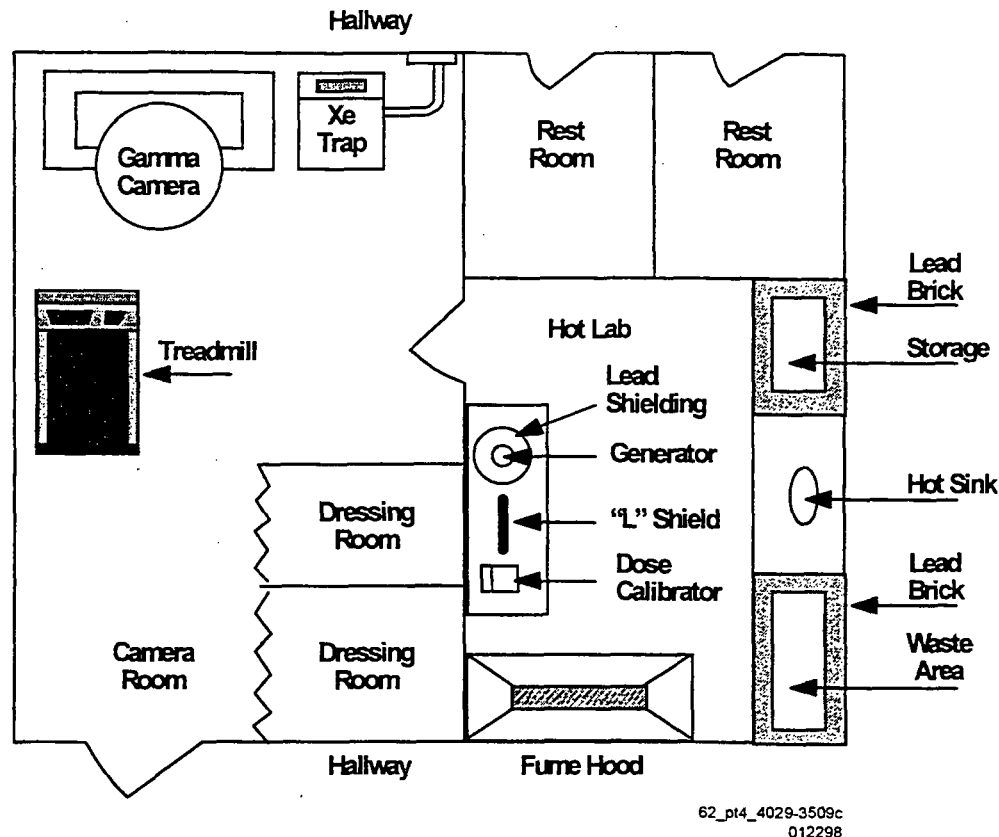 Hallway
Xe
Trap
Gamma
Camera
Rest
Room
Rest
Room
Lead
Brick
Hot Lab
Storage
Treadmill
Lead
Shielding
Generator
Hot Sink
Dressing
Room
"L" Shield
Dose
Calibrator
Lead
Brick
Camera
Room
Dressing
Room
Waste
Area
Hallway
Fume Hood
62_pt4_4029-3509c
012298